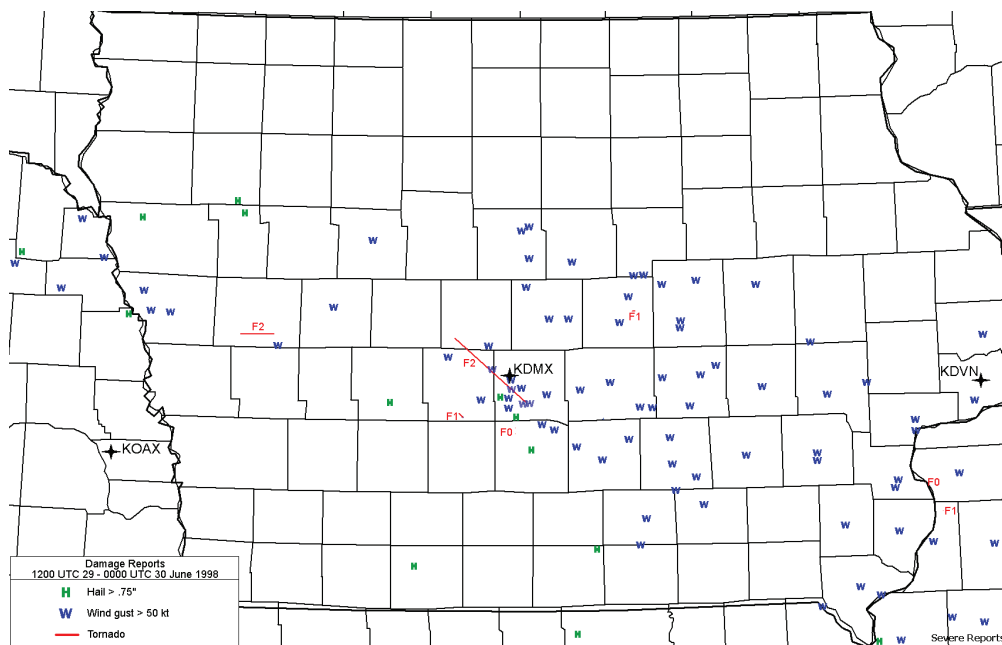 F2
F1
F2
KDMX
KDVN
F1
F0
KOAX
F0
F1
Damage Reports
1200 UTC 29 - 0000 UTC 30 June 1998
H Hail > .75"
W Wind gust > 50 kt
Tornado
Severe Reports